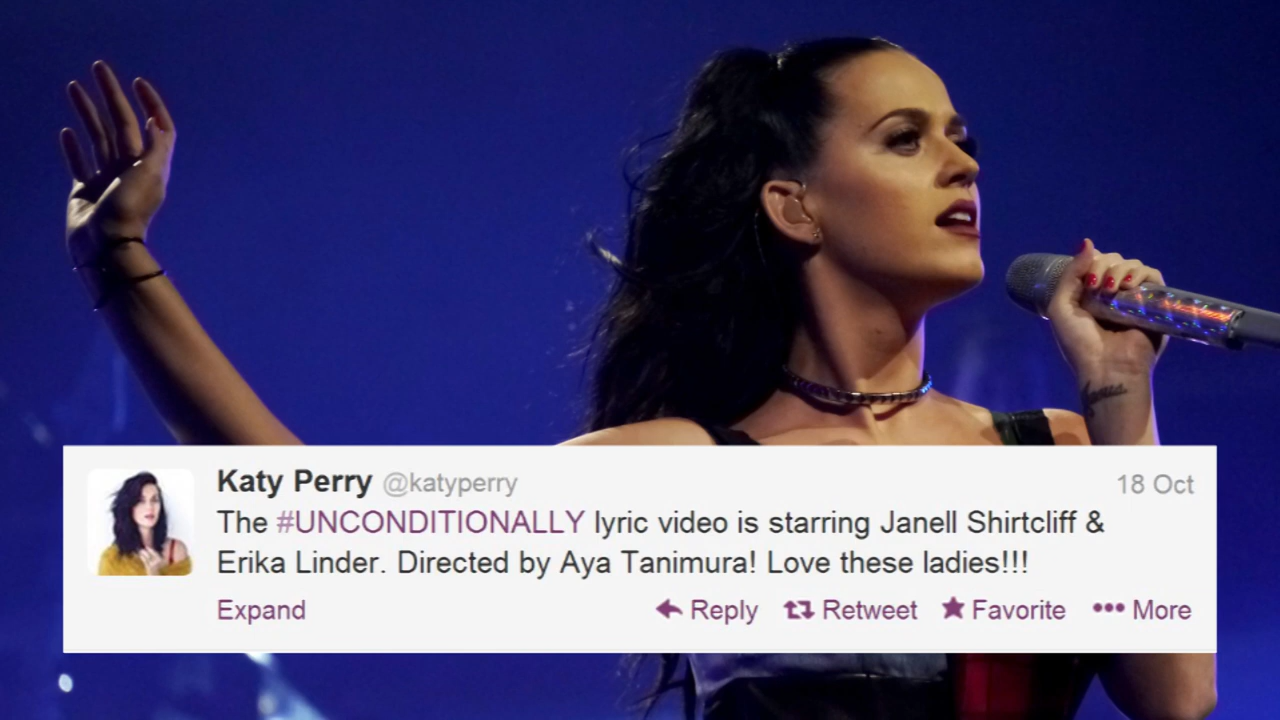 Katy Perry @katyperry 18 Oct
The #UNCONDITIONALLY lyric video is starring Janell Shirtcliff &
Erika Linder. Directed by Aya Tanimura! Love these ladies!!!
Expand Reply Retweet Favorite More
Jesus